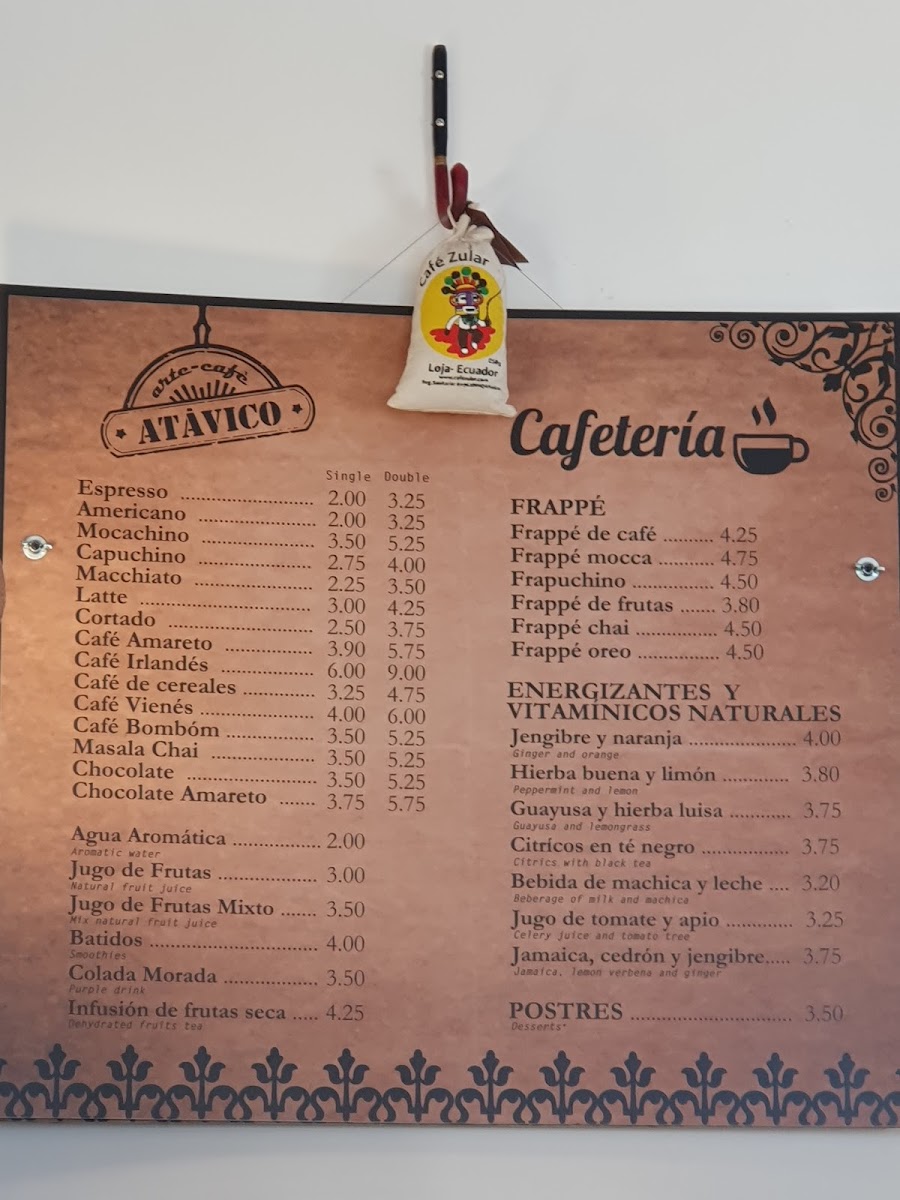 Café Zular
Loja- Ecuador
arte-cafè
ATÀVICO
Single Double
Espresso ........................ 2.00 3.25
Americano ..................... 2.00 3.25
Mocachino .................... 3.50 5.25
Capuchino .................... 2.75 4.00
Macchiato ..................... 2.25 3.50
Latte ............................... 3.00 4.25
Cortado .......................... 2.50 3.75
Café Amareto ................ 3.90 5.75
Café Irlandés ................. 6.00 9.00
Café de cereales ............. 3.25 4.75
Café Vienés .................... 4.00 6.00
Café Bombóm ................ 3.50 5.25
Masala Chai ................... 3.50 5.25
Chocolate ....................... 3.50 5.25
Chocolate Amareto ....... 3.75 5.75
Agua Aromática ................ 2.00
Aromatic water
Jugo de Frutas .................. 3.00
Natural fruit juice
Jugo de Frutas Mixto ....... 3.50
Mix natural fruit juice
Batidos ............................... 4.00
Smoothies
Colada Morada ................. 3.50
Purple drink
Infusión de frutas seca ..... 4.25
Dehydrated fruits tea
Cafetería
FRAPPÉ
Frappé de café .......... 4.25
Frappé mocca ........... 4.75
Frapuchino ............... 4.50
Frappé de frutas ....... 3.80
Frappé chai ................ 4.50
Frappé oreo ................ 4.50
ENERGIZANTES Y
VITAMÍNICOS NATURALES
Jengibre y naranja ..................... 4.00
Ginger and orange
Hierba buena y limón ............. 3.80
Peppermint and lemon
Guayusa y hierba luisa ............ 3.75
Guayusa and lemongrass
Citrícos en té negro ................. 3.75
Citrics with black tea
Bebida de machica y leche .... 3.20
Beberage of milk and machica
Jugo de tomate y apio ............. 3.25
Celery juice and tomato tree
Jamaica, cedrón y jengibre..... 3.75
Jamaica, lemon verbena and ginger
POSTRES ............................... 3.50
Desserts*